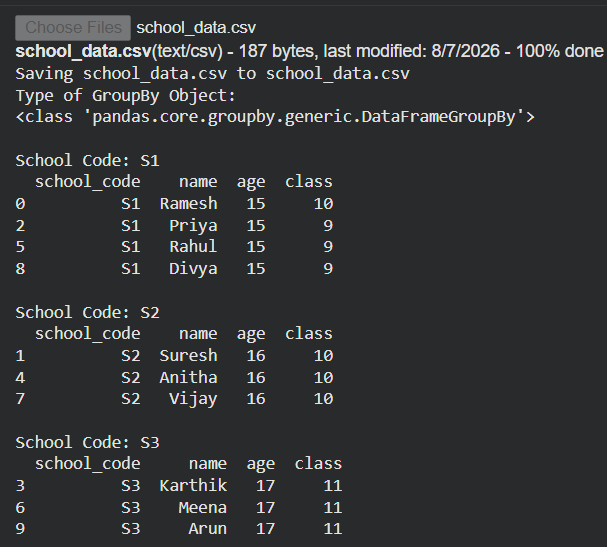 Choose Files school_data.csv
school_data.csv(text/csv) - 187 bytes, last modified: 8/7/2026 - 100% done
Saving school_data.csv to school_data.csv
Type of GroupBy Object:
<class 'pandas.core.groupby.generic.DataFrameGroupBy'>

School Code: S1
  school_code    name  age  class
0          S1  Ramesh   15     10
2          S1   Priya   15      9
5          S1   Rahul   15      9
8          S1   Divya   15      9

School Code: S2
  school_code    name  age  class
1          S2  Suresh   16     10
4          S2  Anitha   16     10
7          S2   Vijay   16     10

School Code: S3
  school_code     name  age  class
3          S3  Karthik   17     11
6          S3    Meena   17     11
9          S3     Arun   17     11